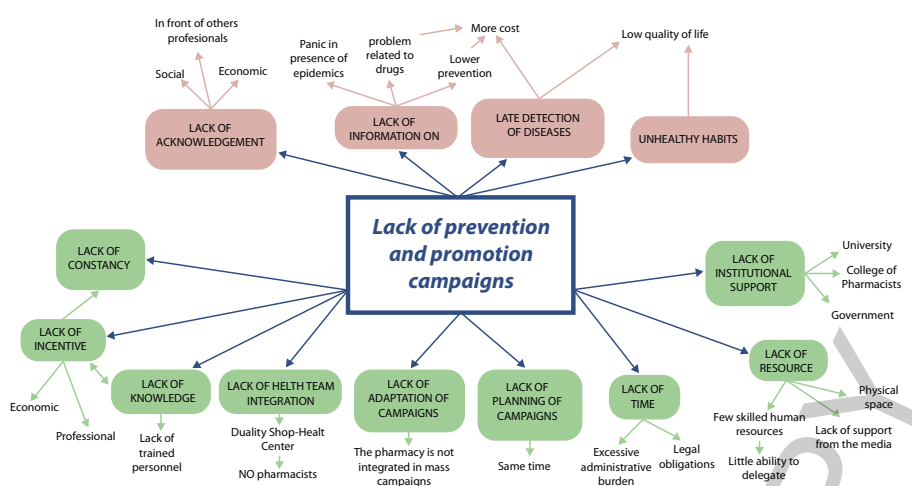 In front of others
profesionals
Social
Economic
Panic in
presence of
epidemics
problem
related to
drugs
Lower
prevention
More cost
Low quality of life
LACK OF
ACKNOWLEDGEMENT
LACK OF
INFORMATION ON
LATE DETECTION
OF DISEASES
UNHEALTHY HABITS
Lack of prevention
and promotion
campaigns
LACK OF
CONSTANCY
LACK OF
INCENTIVE
Economic
Professional
LACK OF
KNOWLEDGE
Lack of
trained
personnel
LACK OF HELTH TEAM
INTEGRATION
Duality Shop-Healt
Center
NO pharmacists
LACK OF
ADAPTATION OF
CAMPAIGNS
The pharmacy is not
integrated in mass
campaigns
LACK OF
PLANNING OF
CAMPAIGNS
Same time
LACK OF
TIME
Excessive
administrative
burden
Legal
obligations
LACK OF
INSTITUTIONAL
SUPPORT
University
College of
Pharmacists
Government
LACK OF
RESOURCE
Physical
space
Few skilled human
resources
Lack of support
from the media
Little ability to
delegate